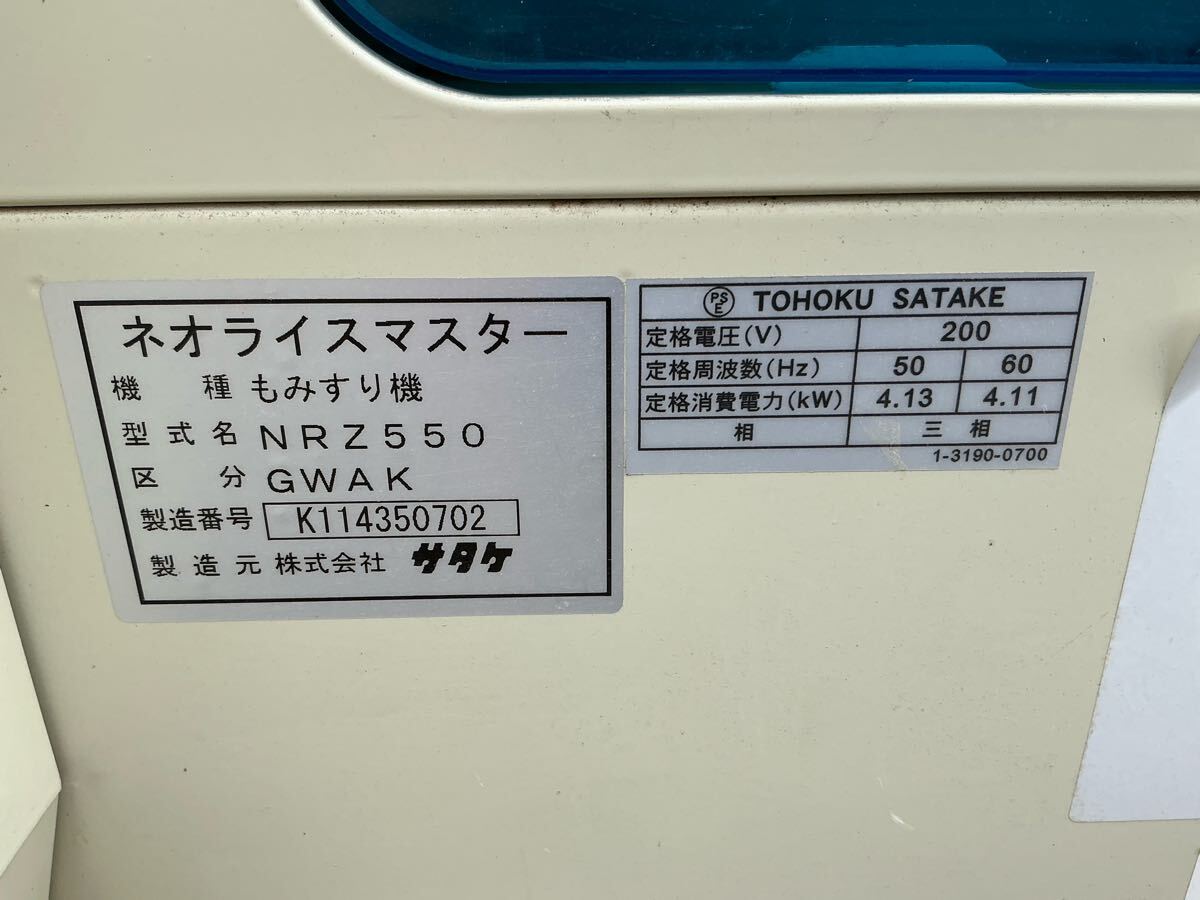 ネオライスマスター
機種 もみすり機
型式名 NRZ550
区分 GWAK
製造番号 K114350702
製造元 株式会社 サタケ
PSE TOHOKU SATAKE
定格電圧(V) 200
定格周波数(Hz) 50 60
定格消費電力(kW) 4.13 4.11
相 三相
1-3190-0700